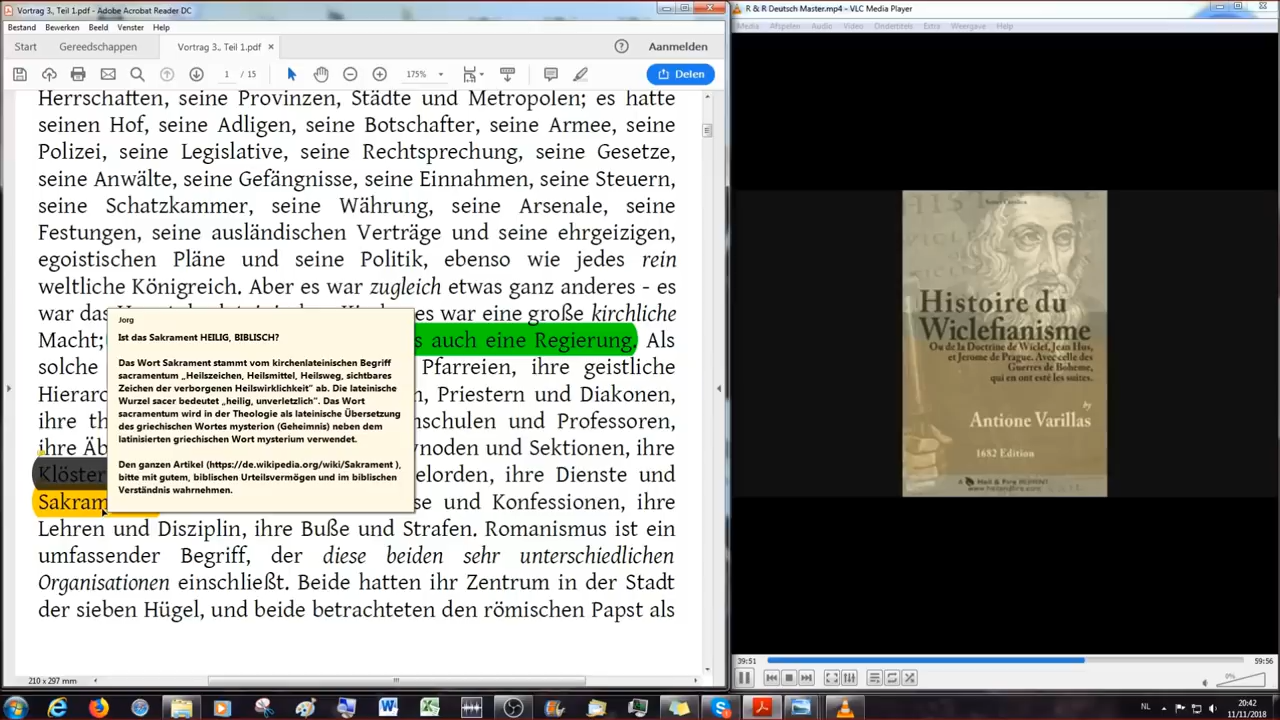 Vortrag 3., Teil 1.pdf - Adobe Acrobat Reader DC
Bestand Bewerken Beeld Venster Help
Start Gereedschappen Vortrag 3., Teil 1.pdf × ? Aanmelden
1 / 15 175% Delen
Herrschaften, seine Provinzen, Städte und Metropolen; es hatte
seinen Hof, seine Adligen, seine Botschafter, seine Armee, seine
Polizei, seine Legislative, seine Rechtsprechung, seine Gesetze,
seine Anwälte, seine Gefängnisse, seine Einnahmen, seine Steuern,
seine Schatzkammer, seine Währung, seine Arsenale, seine
Festungen, seine ausländischen Verträge und seine ehrgeizigen,
egoistischen Pläne und seine Politik, ebenso wie jedes rein
weltliche Königreich. Aber es war zugleich etwas ganz anderes - es
war das es war eine große kirchliche
Macht; auch eine Regierung. Als
solche Pfarreien, ihre geistliche
Hierar n, Priestern und Diakonen,
ihre th nschulen und Professoren,
ihre Äb ynoden und Sektionen, ihre
Klöster elorden, ihre Dienste und
Sakram se und Konfessionen, ihre
Lehren und Disziplin, ihre Buße und Strafen. Romanismus ist ein
umfassender Begriff, der diese beiden sehr unterschiedlichen
Organisationen einschließt. Beide hatten ihr Zentrum in der Stadt
der sieben Hügel, und beide betrachteten den römischen Papst als
Jorg
Ist das Sakrament HEILIG, BIBLISCH?
Das Wort Sakrament stammt vom kirchenlateinischen Begriff
sacramentum „Heilszeichen, Heilsmittel, Heilsweg, sichtbares
Zeichen der verborgenen Heilswirklichkeit“ ab. Die lateinische
Wurzel sacer bedeutet „heilig, unverletzlich“. Das Wort
sacramentum wird in der Theologie als lateinische Übersetzung
des griechischen Wortes mysterion (Geheimnis) neben dem
latinisierten griechischen Wort mysterium verwendet.
Den ganzen Artikel (https://de.wikipedia.org/wiki/Sakrament ),
bitte mit gutem, biblischen Urteilsvermögen und im biblischen
Verständnis wahrnehmen.
210 x 297 mm
R & R Deutsch Master.mp4 - VLC Media Player
Media Afspelen Audio Video Ondertitels Extra Weergave Help
Histoire du
Wiclefianisme
Ou de la Doctrine de Wiclef, Jean Hus,
et Jerome de Prague. Avec celle des
Guerres de Boheme,
qui en ont esté les suites.
by
Antione Varillas
1682 Edition
39:51 59:56
0%
NL 20:42
11/11/2018